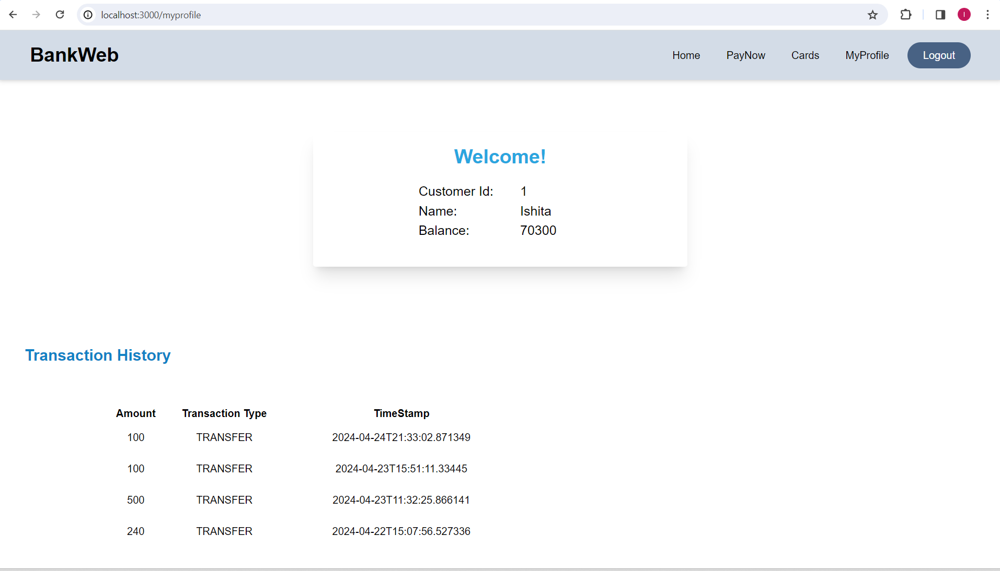 localhost:3000/myprofile
I
BankWeb
Home PayNow Cards MyProfile Logout
Welcome!
Customer Id: 1
Name: Ishita
Balance: 70300
Transaction History
Amount Transaction Type TimeStamp
100 TRANSFER 2024-04-24T21:33:02.871349
100 TRANSFER 2024-04-23T15:51:11.33445
500 TRANSFER 2024-04-23T11:32:25.866141
240 TRANSFER 2024-04-22T15:07:56.527336